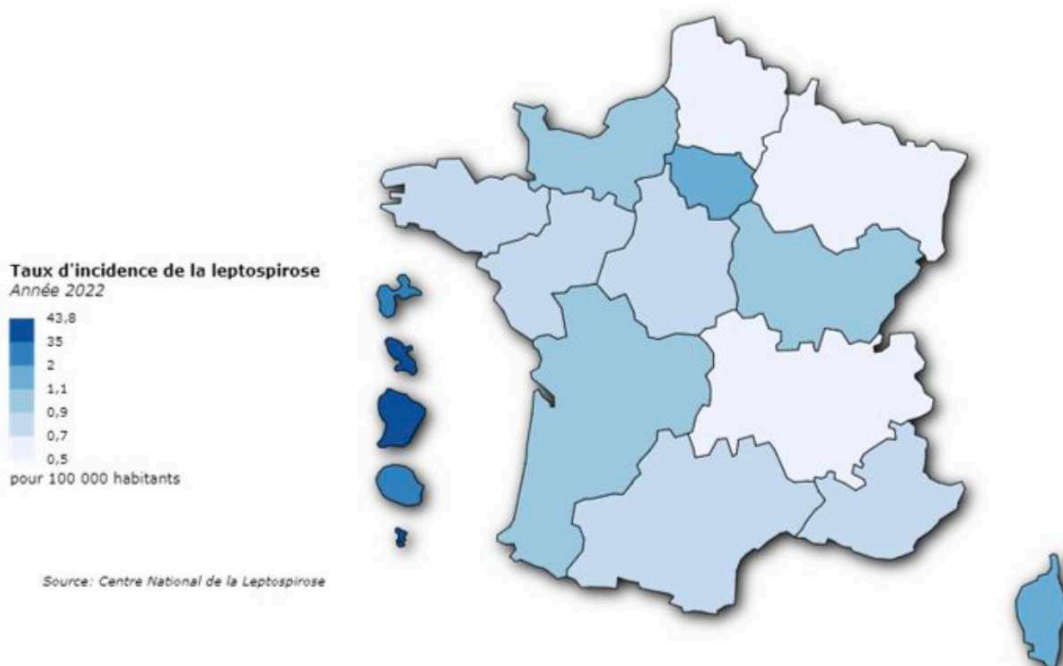 Taux d'incidence de la leptospirose
Année 2022
43,8
35
2
1,1
0,9
0,7
0,5
pour 100 000 habitants
Source: Centre National de la Leptospirose